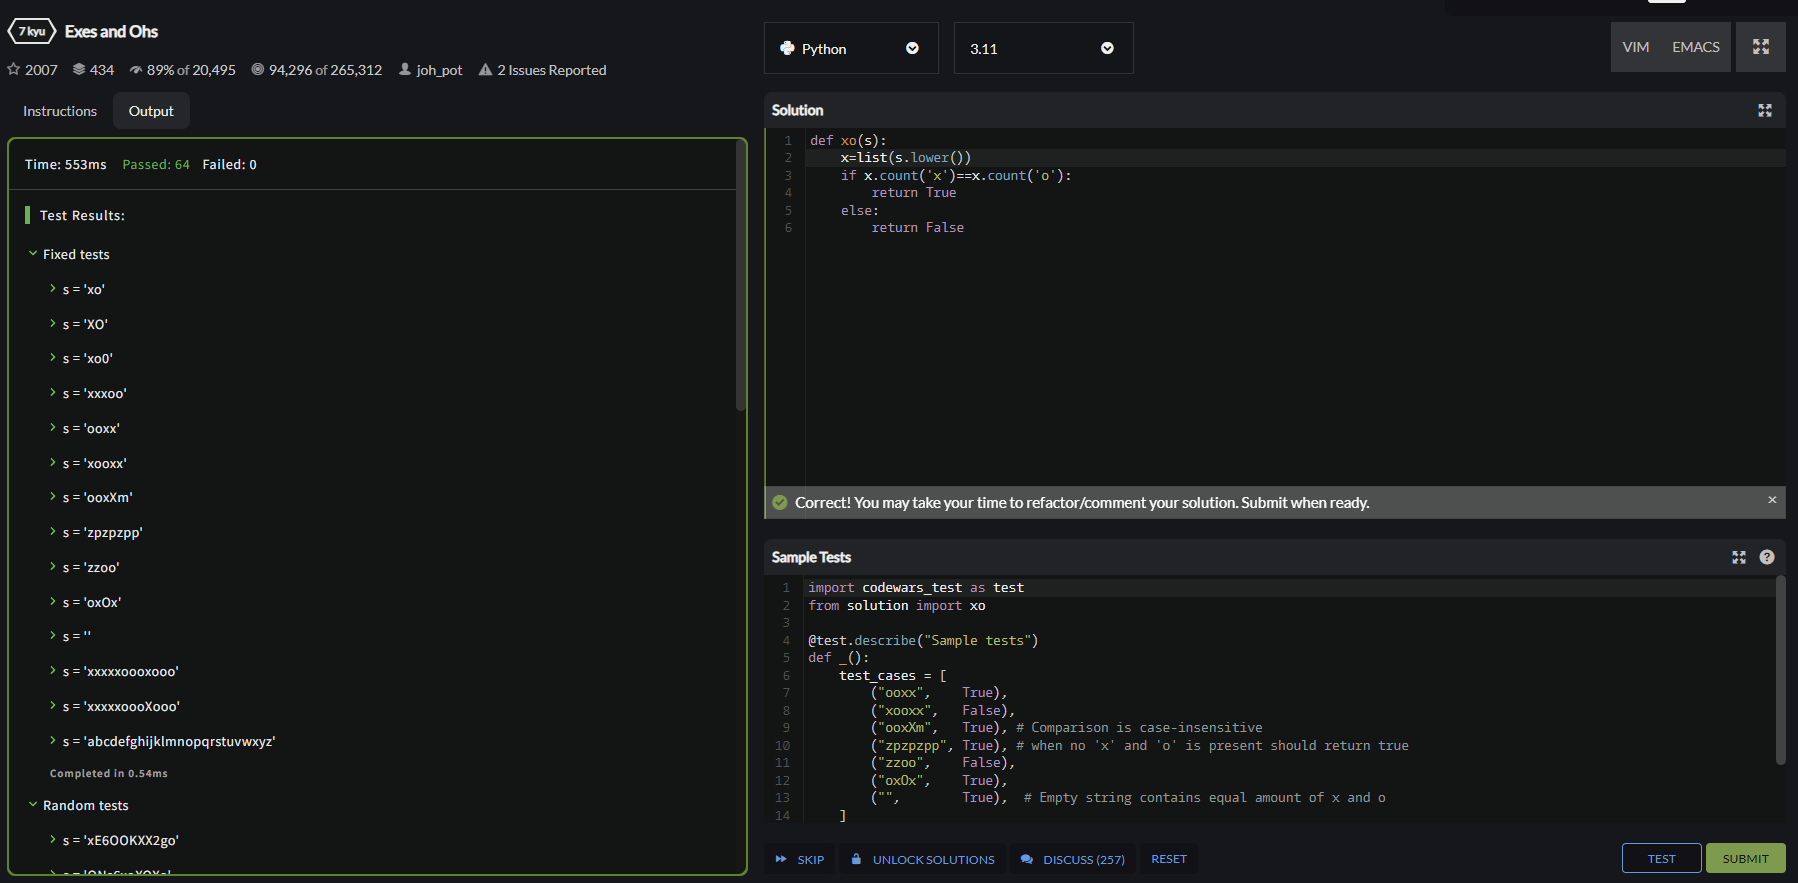 7 kyu Exes and Ohs
2007 434 89% of 20,495 94,296 of 265,312 joh_pot 2 Issues Reported
Instructions Output
Time: 553ms Passed: 64 Failed: 0
Test Results:
Fixed tests
s = 'xo'
s = 'XO'
s = 'xo0'
s = 'xxxoo'
s = 'ooxx'
s = 'xooxx'
s = 'ooxXm'
s = 'zpzpzpp'
s = 'zzoo'
s = 'oxOx'
s = ''
s = 'xxxxxoooxooo'
s = 'xxxxxoooXooo'
s = 'abcdefghijklmnopqrstuvwxyz'
Completed in 0.54ms
Random tests
s = 'xE6OOKXX2go'
Python 3.11 VIM EMACS
Solution
1 def xo(s):
2     x=list(s.lower())
3     if x.count('x')==x.count('o'):
4         return True
5     else:
6         return False
Correct! You may take your time to refactor/comment your solution. Submit when ready. ×
Sample Tests ?
1 import codewars_test as test
2 from solution import xo
3
4 @test.describe("Sample tests")
5 def _():
6     test_cases = [
7         ("ooxx",    True),
8         ("xooxx",   False),
9         ("ooxXm",   True), # Comparison is case-insensitive
10         ("zpzpzpp", True), # when no 'x' and 'o' is present should return true
11         ("zzoo",    False),
12         ("oxOx",    True),
13         ("",        True),  # Empty string contains equal amount of x and o
14     ]
SKIP UNLOCK SOLUTIONS DISCUSS (257) RESET TEST SUBMIT